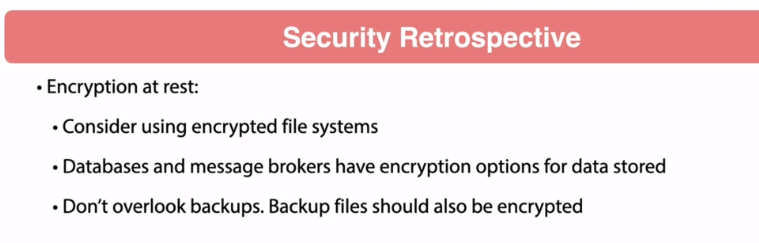 Security Retrospective
• Encryption at rest:
• Consider using encrypted file systems
• Databases and message brokers have encryption options for data stored
• Don’t overlook backups. Backup files should also be encrypted